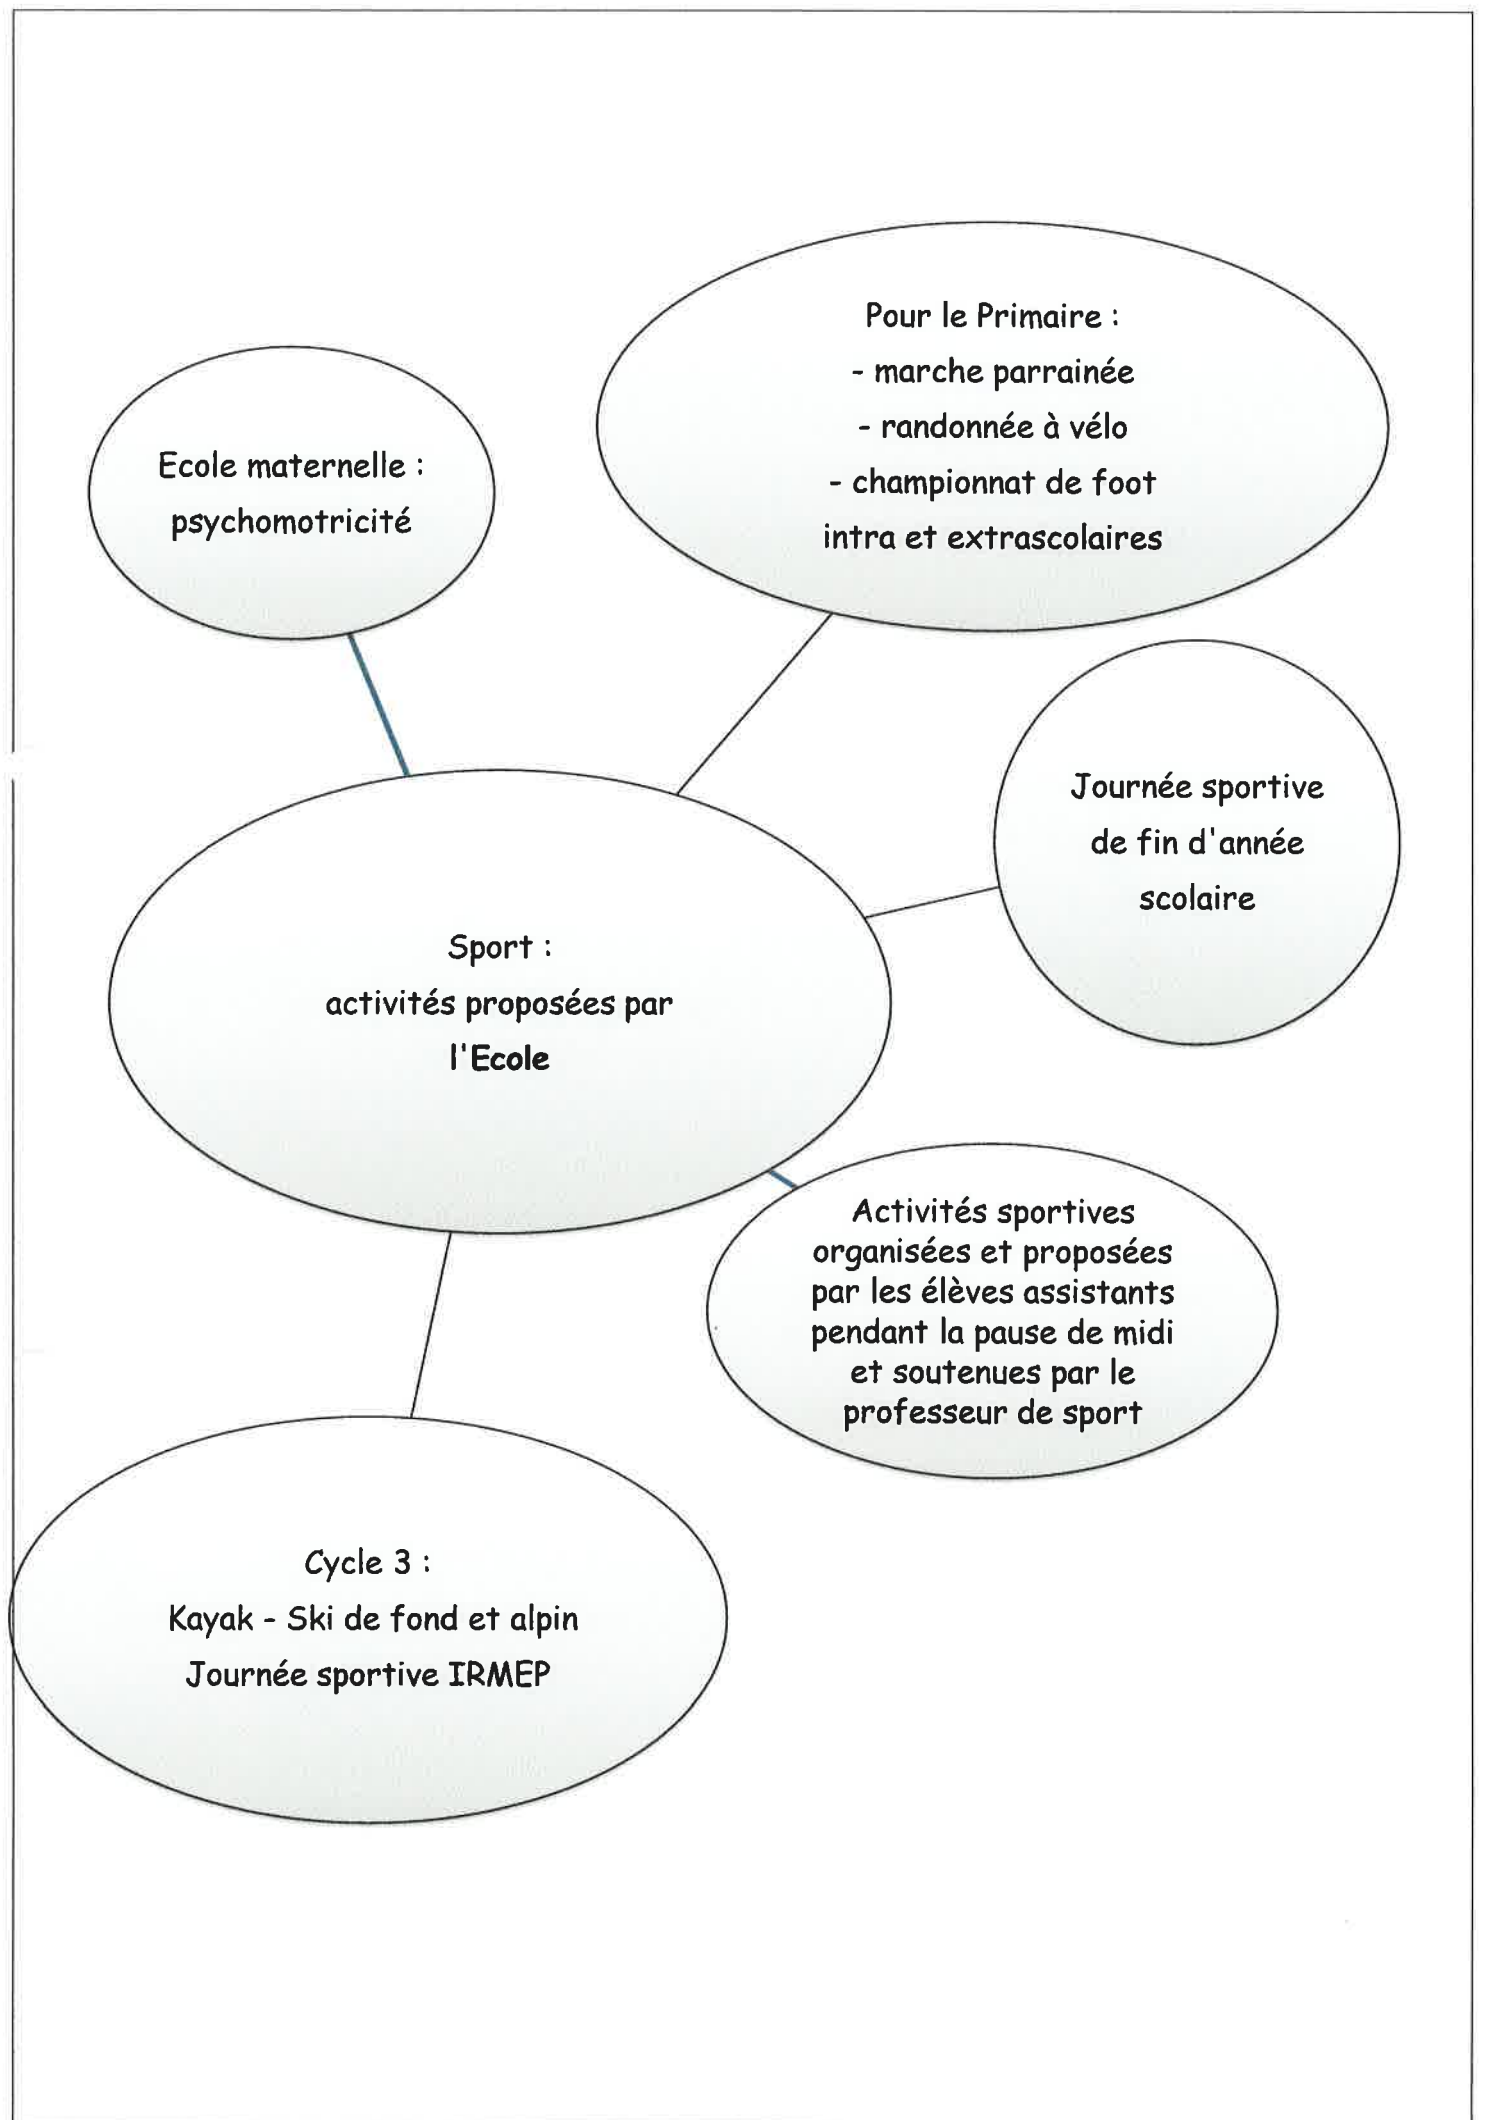 Ecole maternelle :
psychomotricité
Pour le Primaire :
- marche parrainée
- randonnée à vélo
- championnat de foot
intra et extrascolaires
Journée sportive
de fin d'année
scolaire
Sport :
activités proposées par
l'Ecole
Activités sportives
organisées et proposées
par les élèves assistants
pendant la pause de midi
et soutenues par le
professeur de sport
Cycle 3 :
Kayak - Ski de fond et alpin
Journée sportive IRMEP